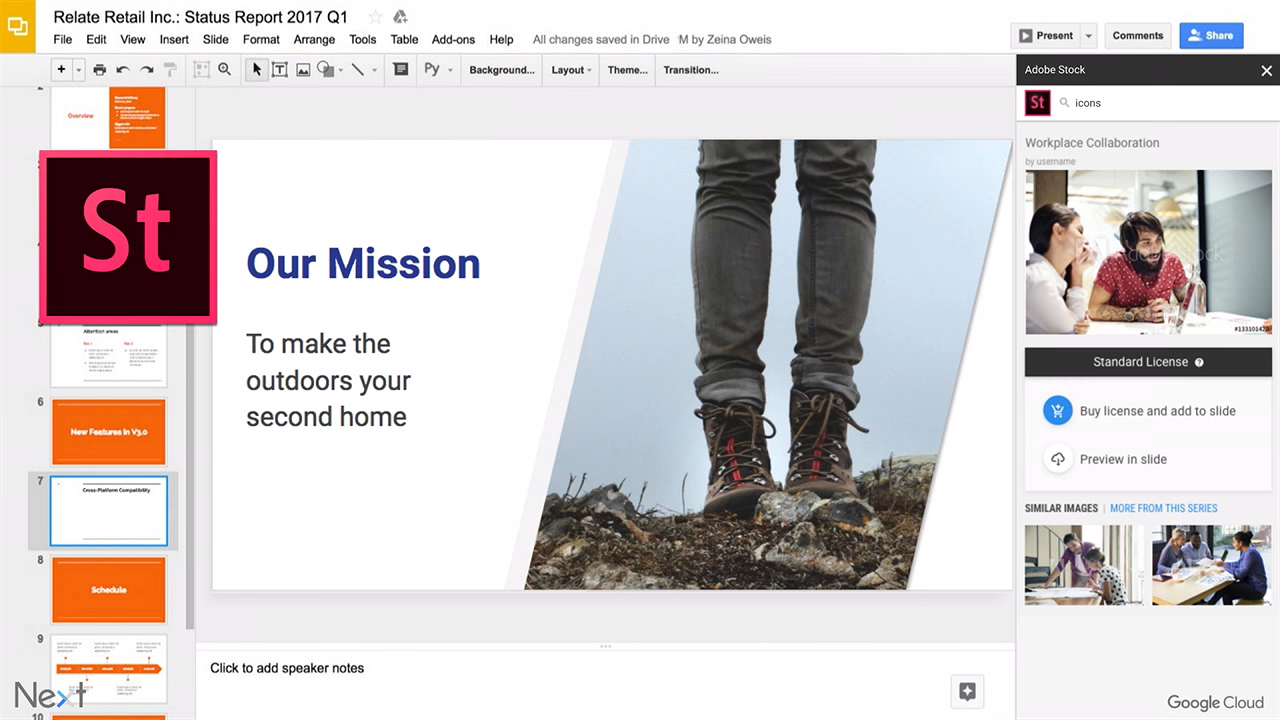 Relate Retail Inc.: Status Report 2017 Q1
File Edit View Insert Slide Format Arrange Tools Table Add-ons Help All changes saved in Drive 'M by Zeina Oweis
Present Comments Share
+ Py Background... Layout Theme... Transition...
Adobe Stock
St icons
2
Overview
St
Attention areas
6
New Features in V3.0
7
Cross-Platform Compatibility
8
Schedule
9
10
Our Mission
To make the
outdoors your
second home
Click to add speaker notes
Workplace Collaboration
by username
Standard License ?
Buy license and add to slide
Preview in slide
SIMILAR IMAGES | MORE FROM THIS SERIES
Next
Google Cloud